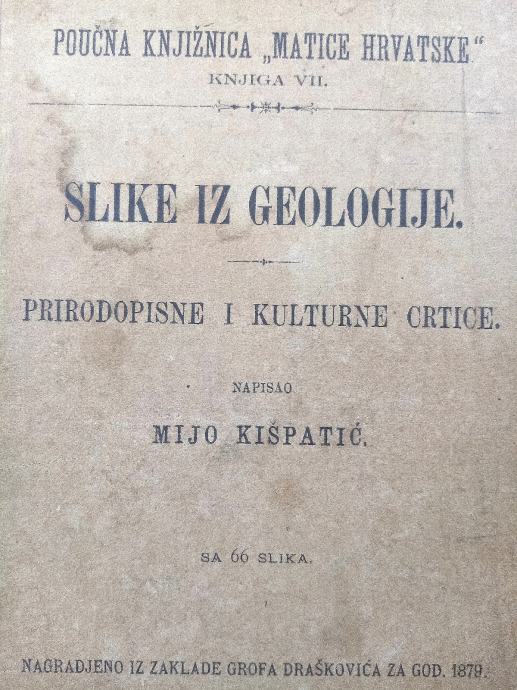 POUČNA KNJIŽNICA „MATICE HRVATSKE“
KNJIGA VII.
SLIKE IZ GEOLOGIJE.
PRIRODOPISNE I KULTURNE CRTICE.
NAPISAO
MIJO KIŠPATIĆ.
SA 66 SLIKA.
NAGRADJENO IZ ZAKLADE GROFA DRAŠKOVIĆA ZA GOD. 1879.